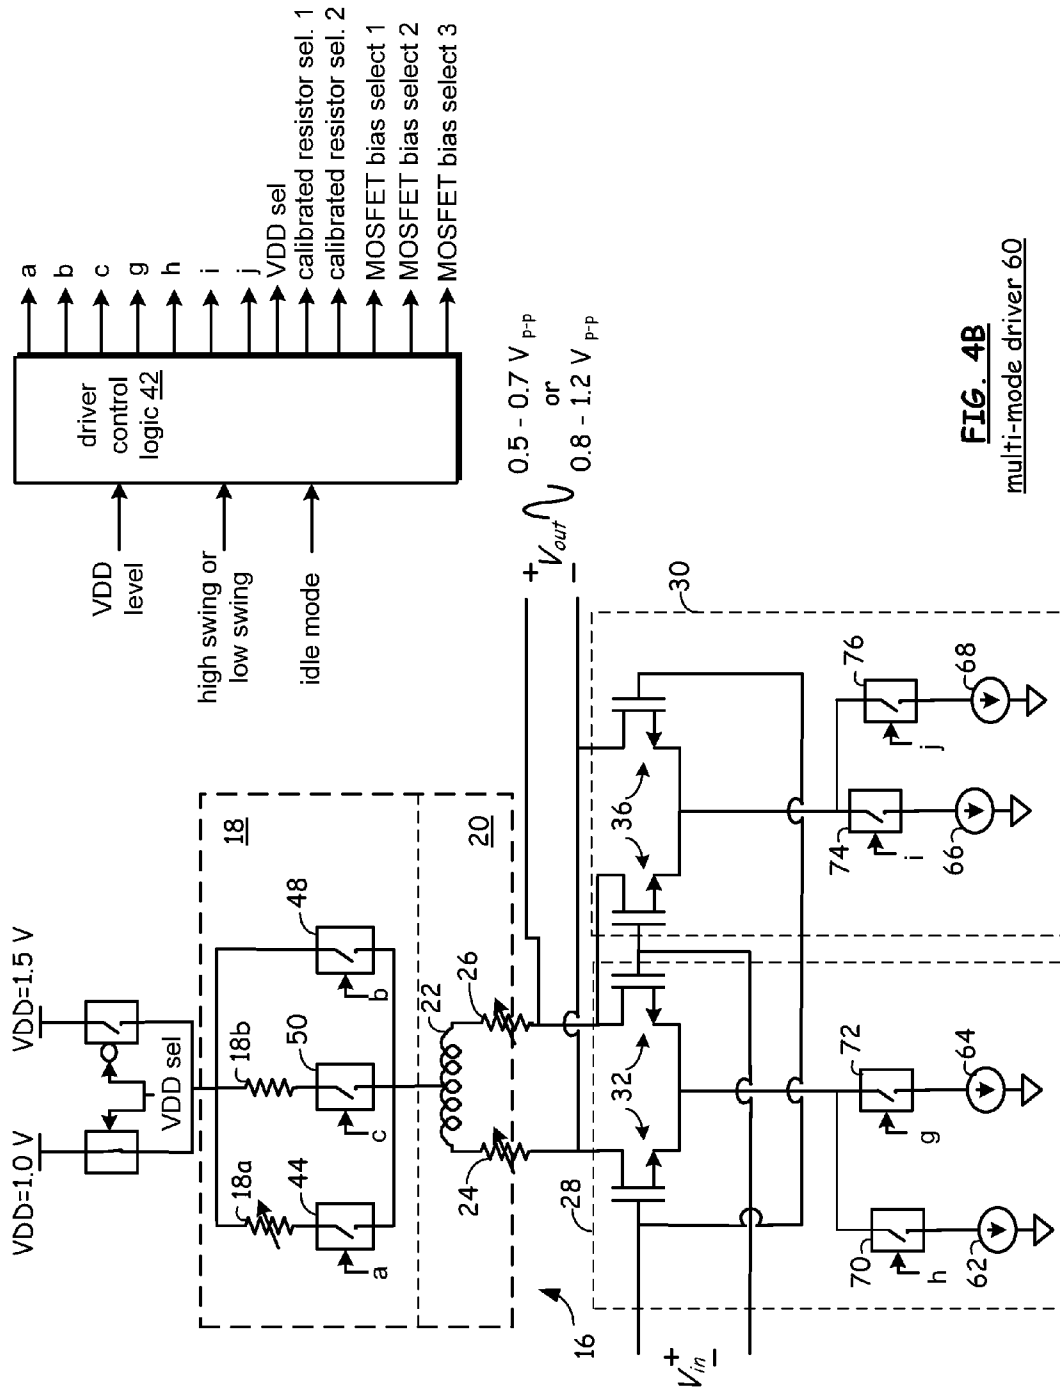 VDD=1.0 V
VDD=1.5 V
VDD sel
18
18a
18b
44
50
48
a
c
b
20
22
24
26
16
VDD
level
high swing or
low swing
idle mode
driver
control
logic 42
a
b
c
g
h
i
j
VDD sel
calibrated resistor sel. 1
calibrated resistor sel. 2
MOSFET bias select 1
MOSFET bias select 2
MOSFET bias select 3
+
Vout
–
0.5 - 0.7 Vp-p
or
0.8 - 1.2 Vp-p
28
30
32
36
Vin
+
–
70
72
74
76
h
g
i
j
62
64
66
68
FIG. 4B
multi-mode driver 60